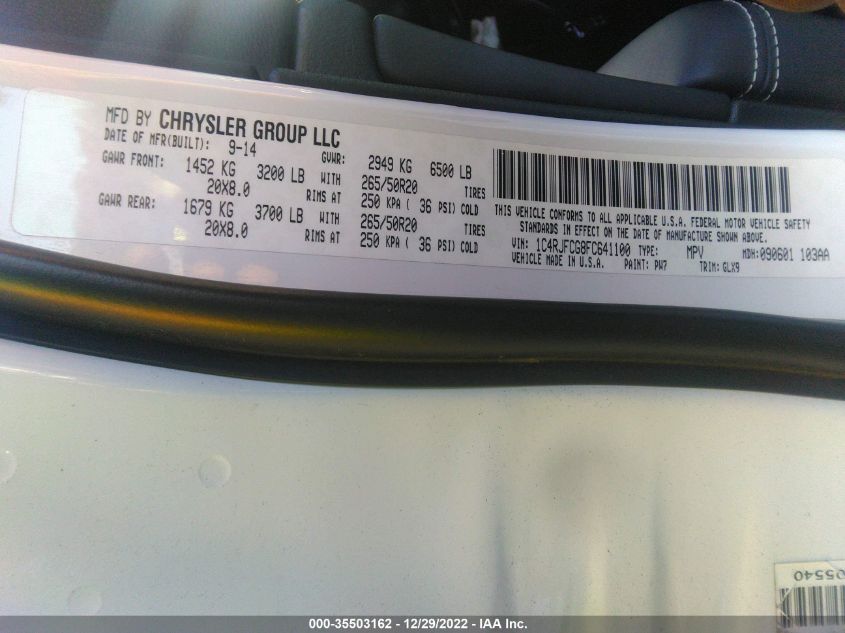 MFD BY CHRYSLER GROUP LLC
DATE OF MFR(BUILT): 9-14 GVWR: 2949 KG 6500 LB
GAWR FRONT: 1452 KG 3200 LB WITH 265/50R20 TIRES
20X8.0 RIMS AT 250 KPA ( 36 PSI) COLD
GAWR REAR: 1679 KG 3700 LB WITH 265/50R20 TIRES
20X8.0 RIMS AT 250 KPA ( 36 PSI) COLD
THIS VEHICLE CONFORMS TO ALL APPLICABLE U.S.A. FEDERAL MOTOR VEHICLE SAFETY
STANDARDS IN EFFECT ON THE DATE OF MANUFACTURE SHOWN ABOVE.
VIN: 1C4RJFCG8FC641100 TYPE: MPV MDH: 090601 103AA
VEHICLE MADE IN U.S.A. PAINT: PW7 TRIM: GLX9
05540
000-35503162 - 12/29/2022 - IAA Inc.